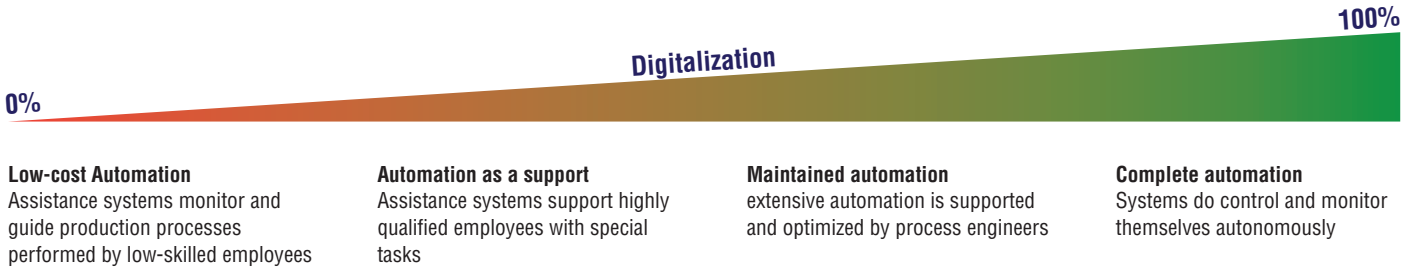 100%
Digitalization
0%
Low-cost Automation
Assistance systems monitor and
guide production processes
performed by low-skilled employees
Automation as a support
Assistance systems support highly
qualified employees with special
tasks
Maintained automation
extensive automation is supported
and optimized by process engineers
Complete automation
Systems do control and monitor
themselves autonomously